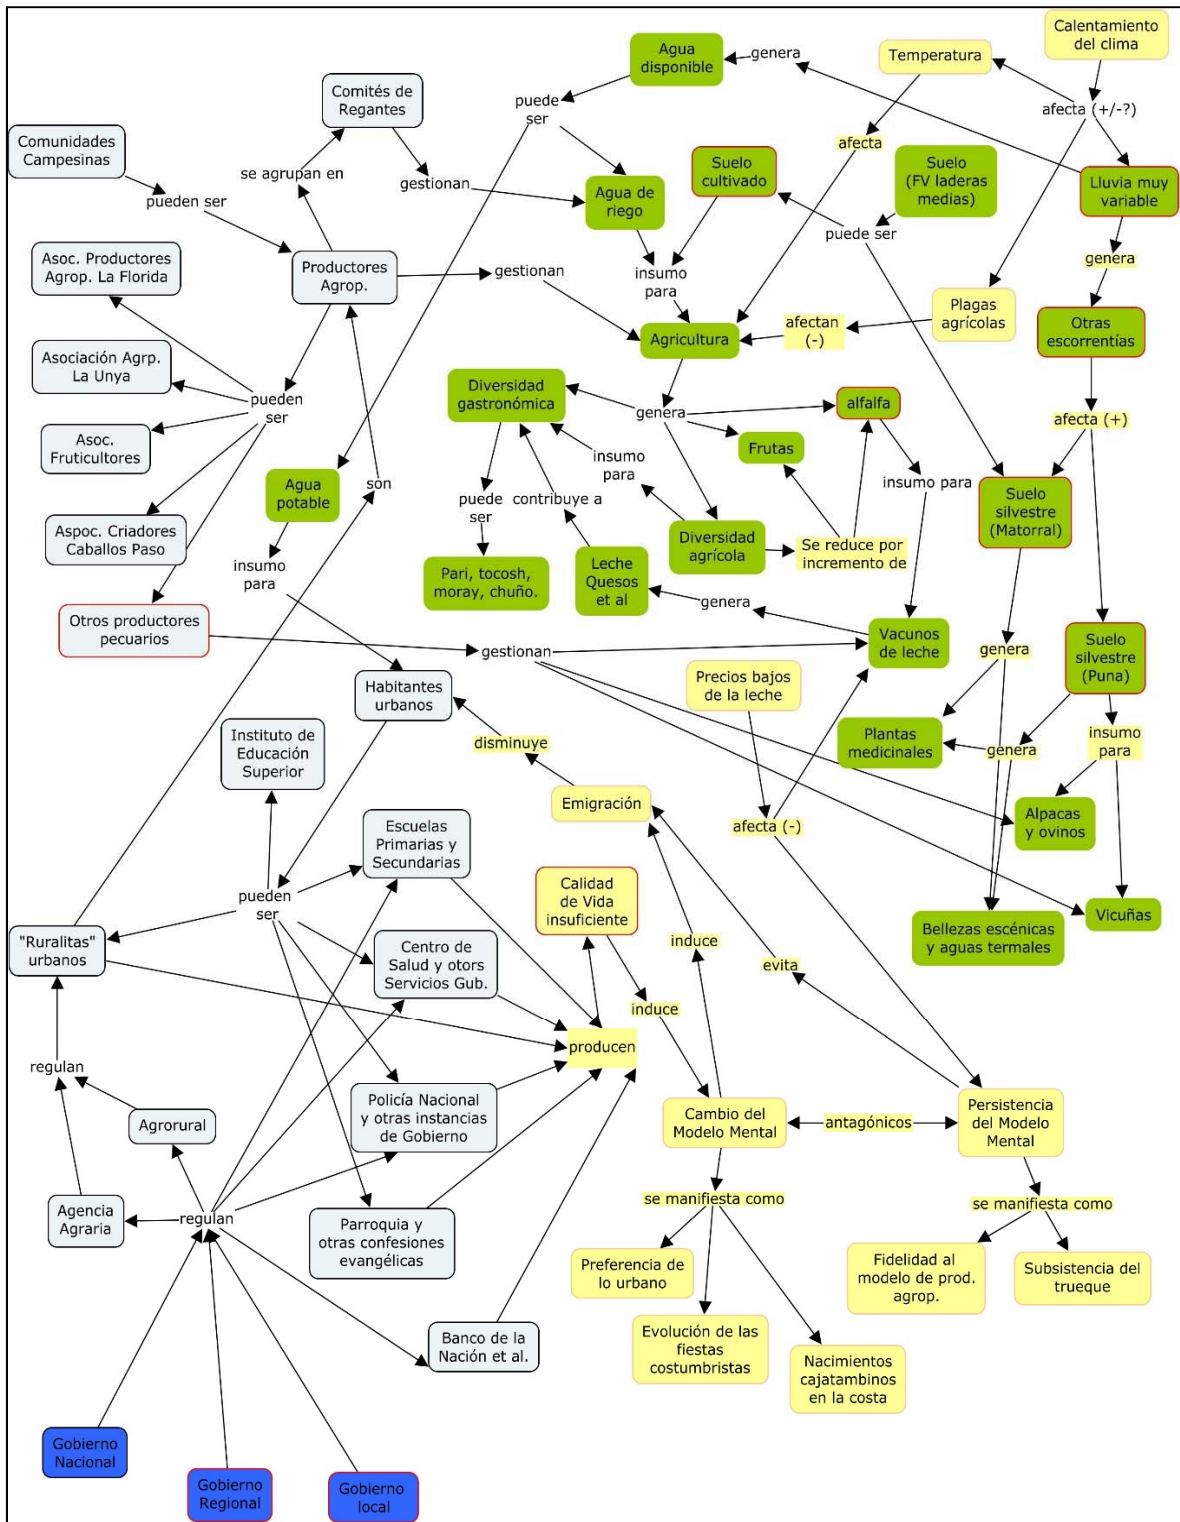 Agua
disponible
genera
Temperatura
Calentamiento
del clima
Comités de
Regantes
puede
ser
afecta (+/-?)
Comunidades
Campesinas
se agrupan en
gestionan
afecta
Suelo
cultivado
Suelo
(FV laderas
medias)
Lluvia muy
variable
pueden ser
Agua de
riego
puede ser
genera
Asoc. Productores
Agrop. La Florida
Productores
Agrop.
gestionan
insumo
para
Plagas
agrícolas
Otras
escorrentías
afectan
(-)
Agricultura
Asociación Agrp.
La Unya
pueden
ser
Diversidad
gastronómica
genera
alfalfa
afecta (+)
Asoc.
Fruticultores
Frutas
insumo
para
insumo para
Agua
potable
son
puede
ser
contribuye a
Suelo
silvestre
(Matorral)
Aspoc. Criadores
Caballos Paso
Diversidad
agrícola
Se reduce por
incremento de
insumo
para
Pari, tocosh,
moray, chuño.
Leche
Quesos
et al
genera
Otros productores
pecuarios
gestionan
Vacunos
de leche
genera
Suelo
silvestre
(Puna)
Habitantes
urbanos
Precios bajos
de la leche
Instituto de
Educación
Superior
disminuye
Plantas
medicinales
genera
insumo
para
Emigración
afecta (-)
Alpacas
y ovinos
Escuelas
Primarias y
Secundarias
Calidad
de Vida
insuficiente
pueden
ser
Bellezas escénicas
y aguas termales
Vicuñas
"Ruralitas"
urbanos
Centro de
Salud y otors
Servicios Gub.
induce
evita
induce
producen
regulan
Policía Nacional
y otras instancias
de Gobierno
Cambio del
Modelo Mental
antagónicos
Persistencia
del Modelo
Mental
Agrorural
Agencia
Agraria
regulan
se manifiesta como
se manifiesta como
Parroquia y
otras confesiones
evangélicas
Preferencia de
lo urbano
Fidelidad al
modelo de prod.
agrop.
Subsistencia del
trueque
Banco de la
Nación et al.
Evolución de las
fiestas
costumbristas
Nacimientos
cajatambinos
en la costa
Gobierno
Nacional
Gobierno
Regional
Gobierno
local